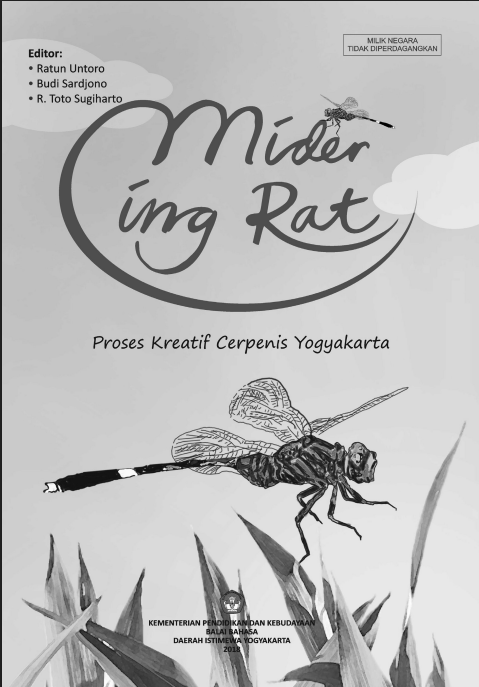 MILIK NEGARA
TIDAK DIPERDAGANGKAN
Editor:
• Ratun Untoro
• Budi Sardjono
• R. Toto Sugiharto
Mider
ing Rat
Proses Kreatif Cerpenis Yogyakarta
KEMENTERIAN PENDIDIKAN DAN KEBUDAYAAN
BALAI BAHASA
DAERAH ISTIMEWA YOGYAKARTA
2018